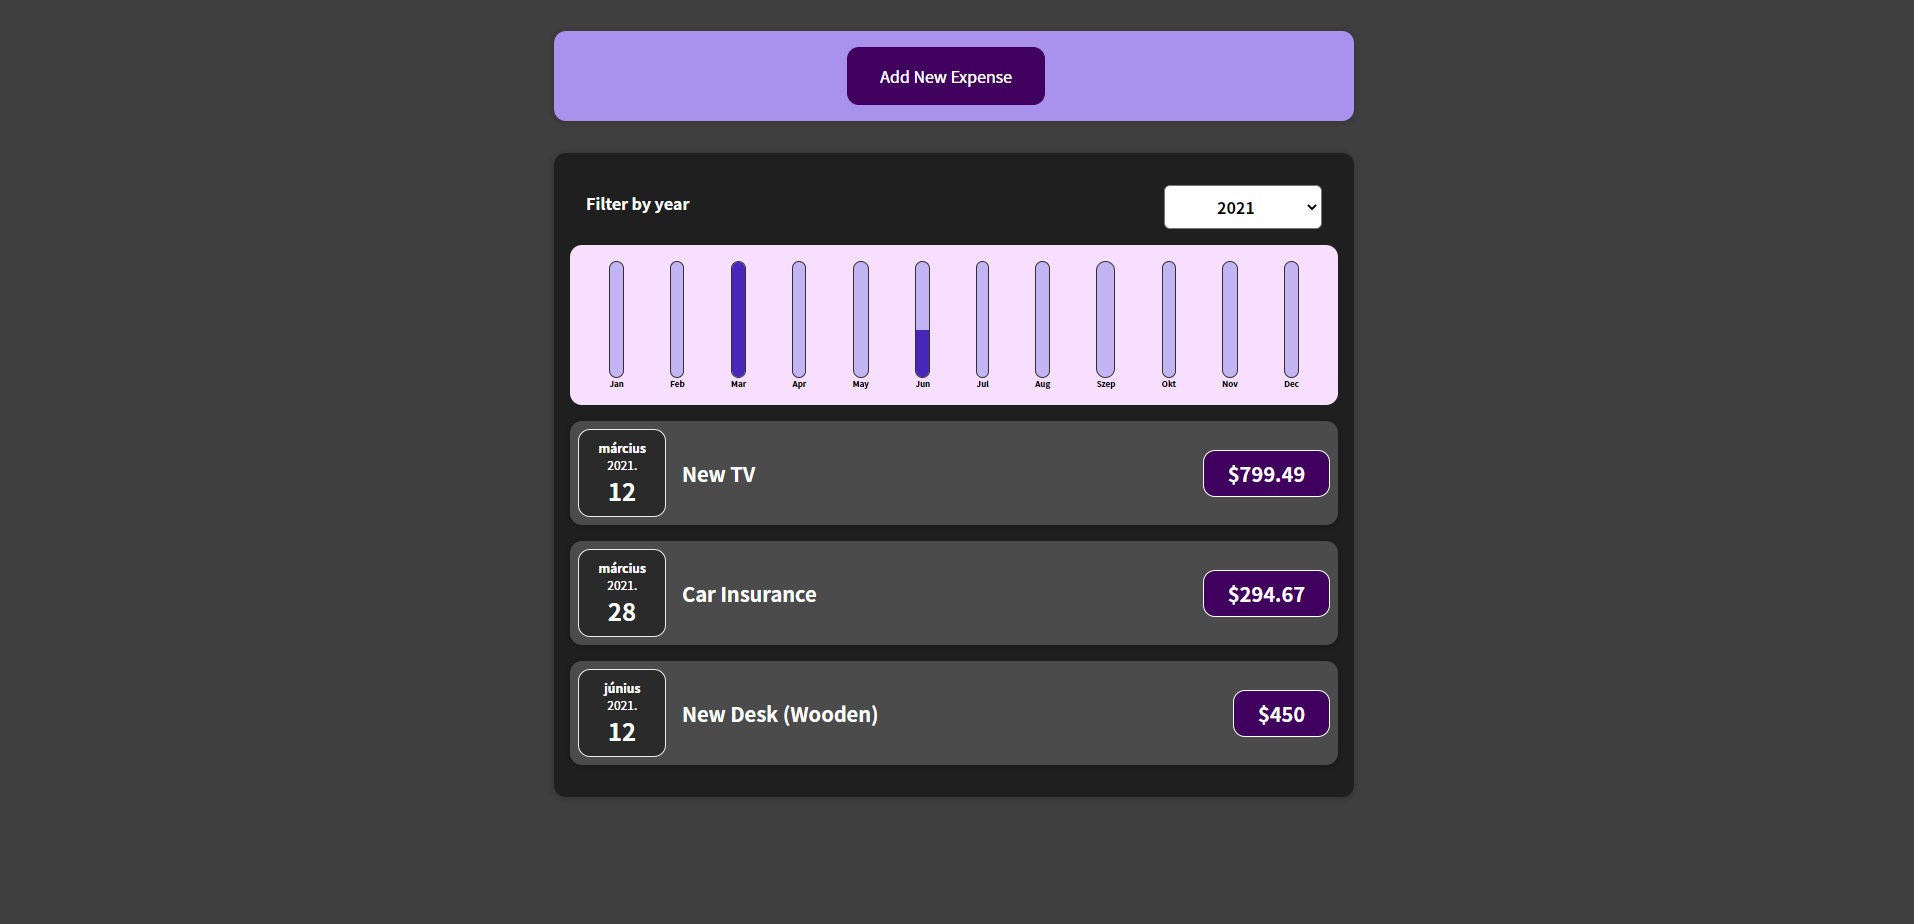 Add New Expense
Filter by year
2021
Jan Feb Mar Apr May Jun Jul Aug Szep Okt Nov Dec
március
2021.
12
New TV
$799.49
március
2021.
28
Car Insurance
$294.67
június
2021.
12
New Desk (Wooden)
$450